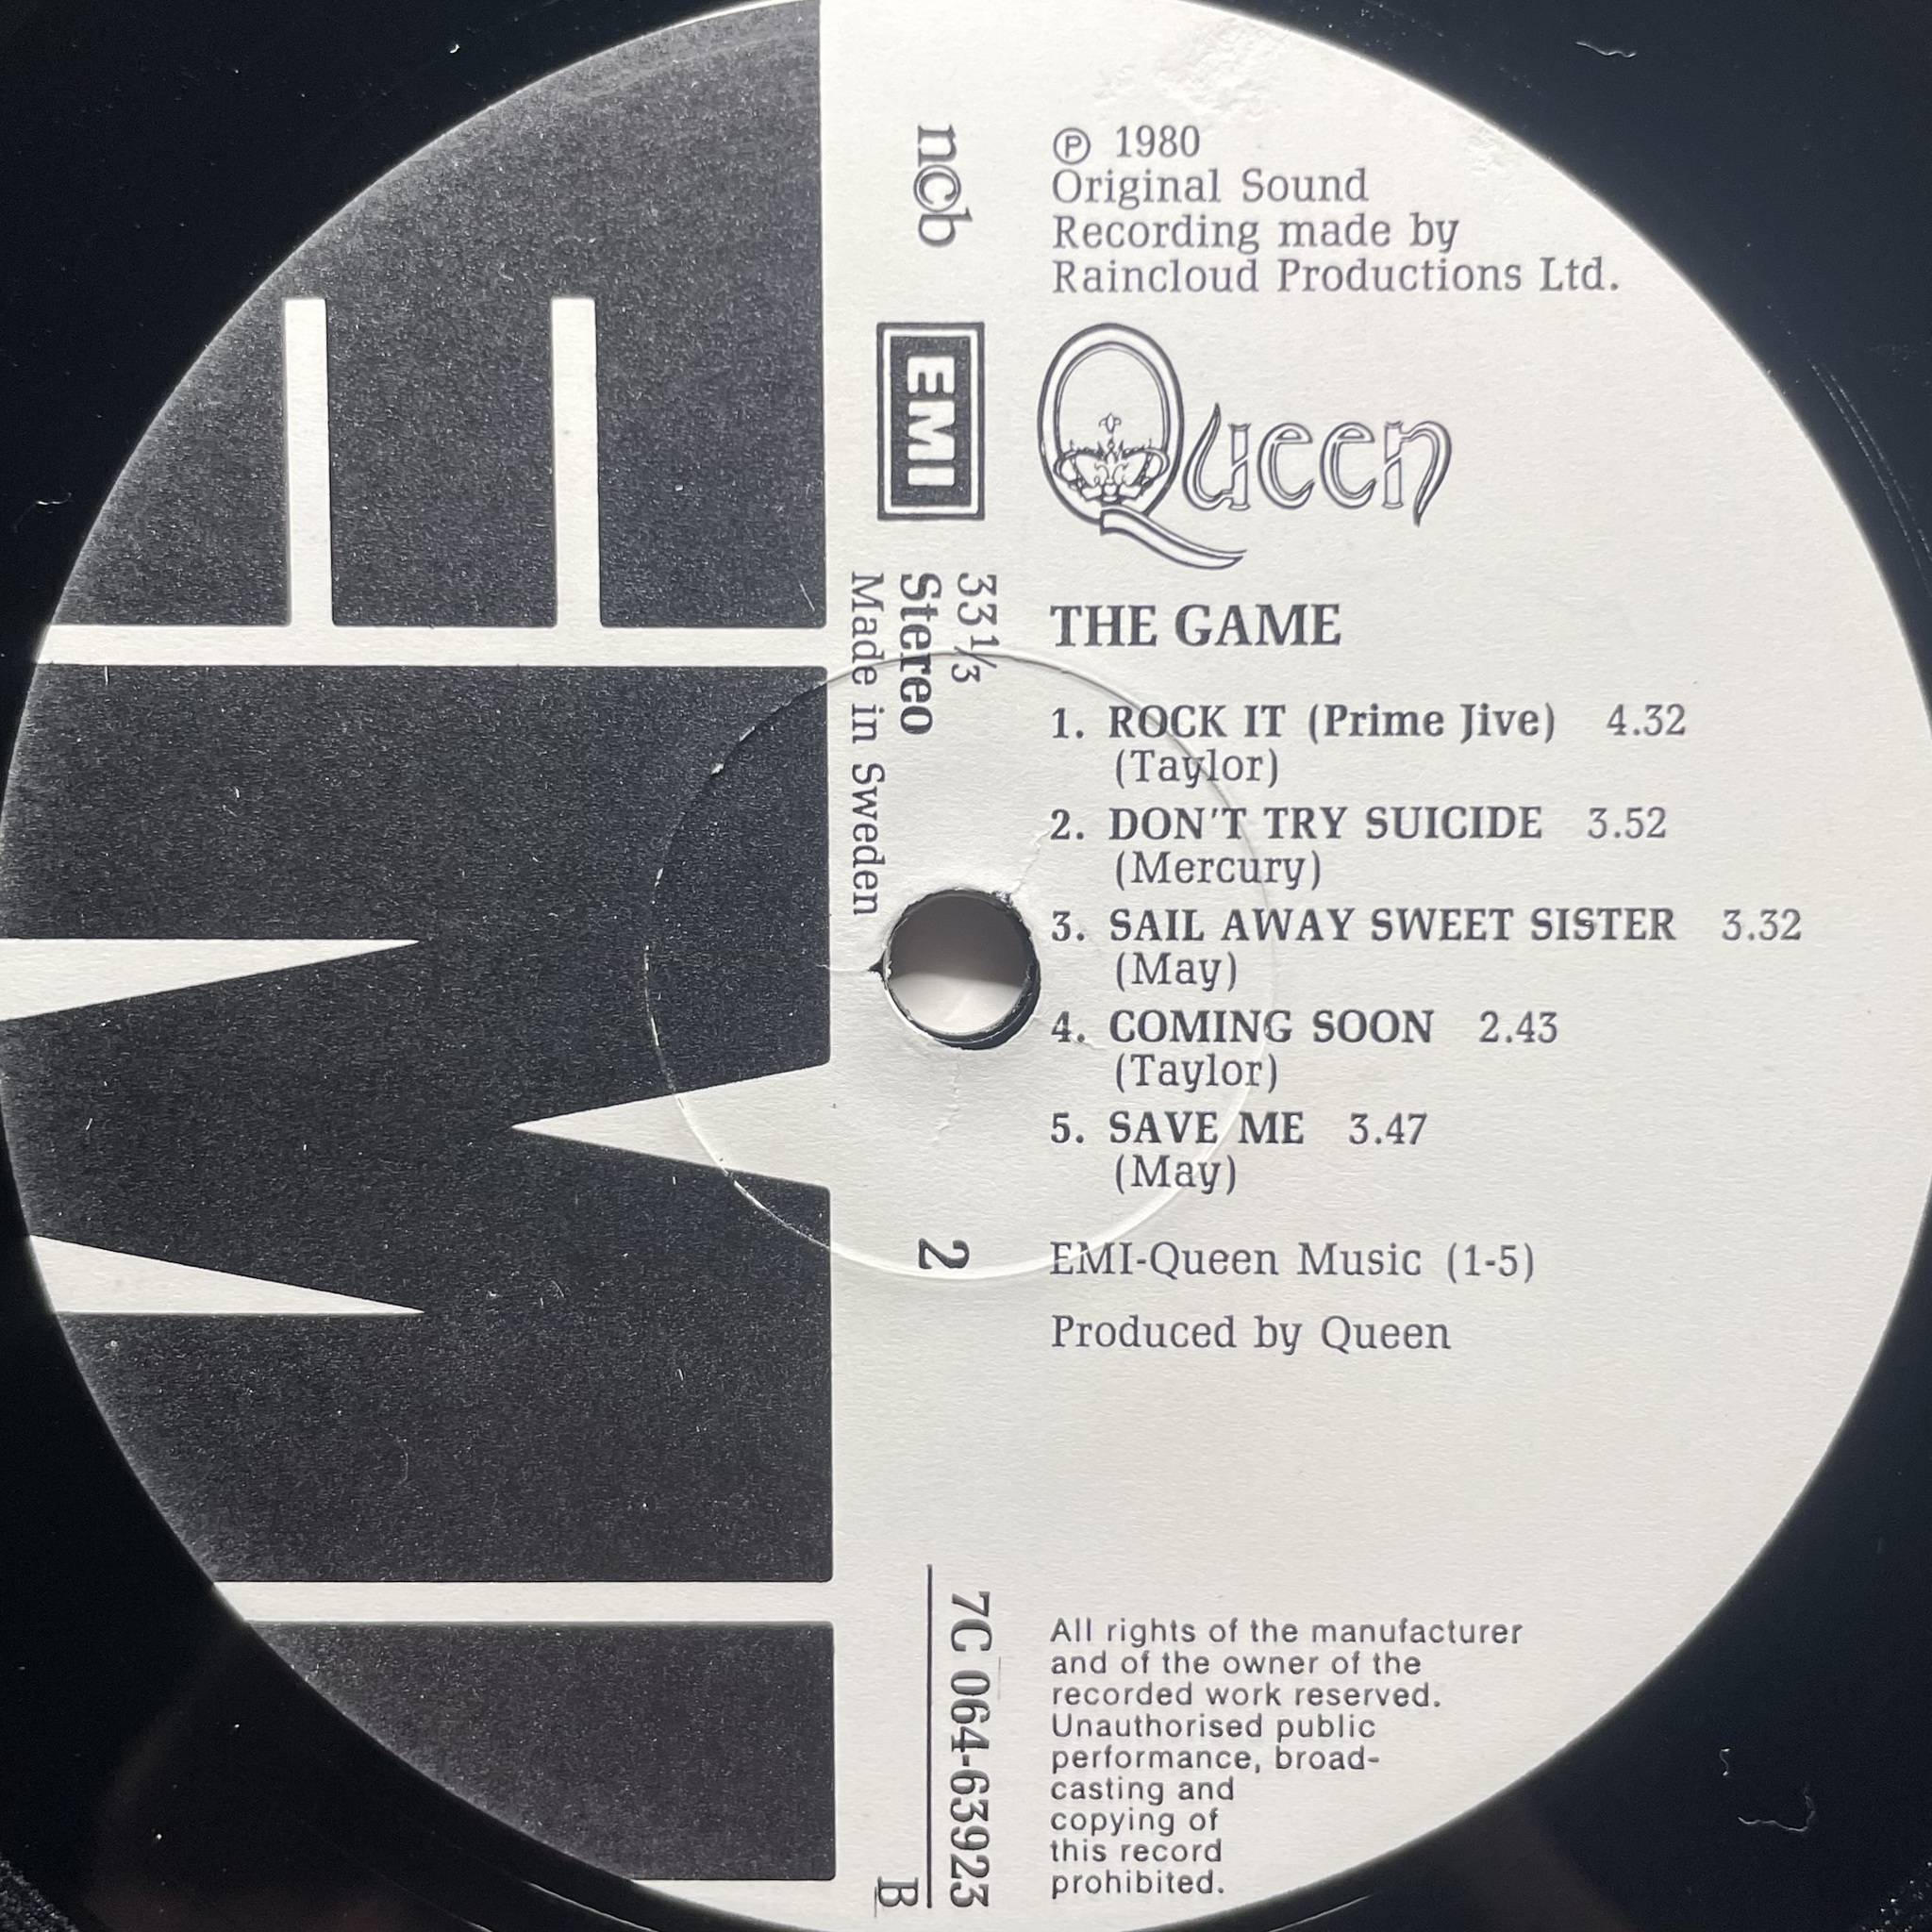 ℗ 1980
Original Sound
Recording made by
Raincloud Productions Ltd.
Queen
THE GAME
1. ROCK IT (Prime Jive) 4.32
(Taylor)
2. DON'T TRY SUICIDE 3.52
(Mercury)
3. SAIL AWAY SWEET SISTER 3.32
(May)
4. COMING SOON 2.43
(Taylor)
5. SAVE ME 3.47
(May)
EMI-Queen Music (1-5)
Produced by Queen
All rights of the manufacturer
and of the owner of the
recorded work reserved.
Unauthorised public
performance, broad-
casting and
copying of
this record
prohibited.
n©b
EMI
33⅓
Stereo
Made in Sweden
2
7C 064-63923
B
EMI